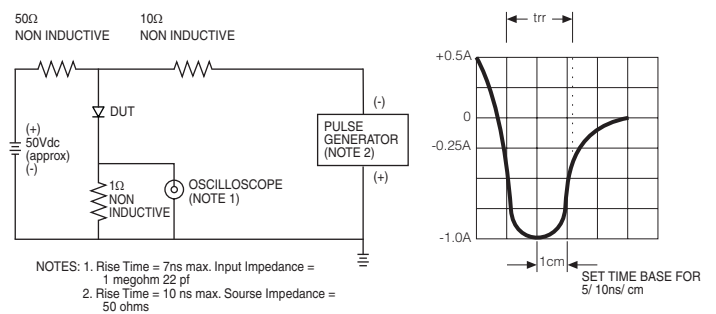 50Ω
NON INDUCTIVE
10Ω
NON INDUCTIVE
DUT
(+)
50Vdc
(approx)
(-)
1Ω
NON
INDUCTIVE
OSCILLOSCOPE
(NOTE 1)
(-)
PULSE
GENERATOR
(NOTE 2)
(+)
NOTES: 1. Rise Time = 7ns max. Input Impedance =
1 megohm 22 pf
2. Rise Time = 10 ns max. Sourse Impedance =
50 ohms
trr
+0.5A
0
-0.25A
-1.0A
1cm
SET TIME BASE FOR
5/ 10ns/ cm